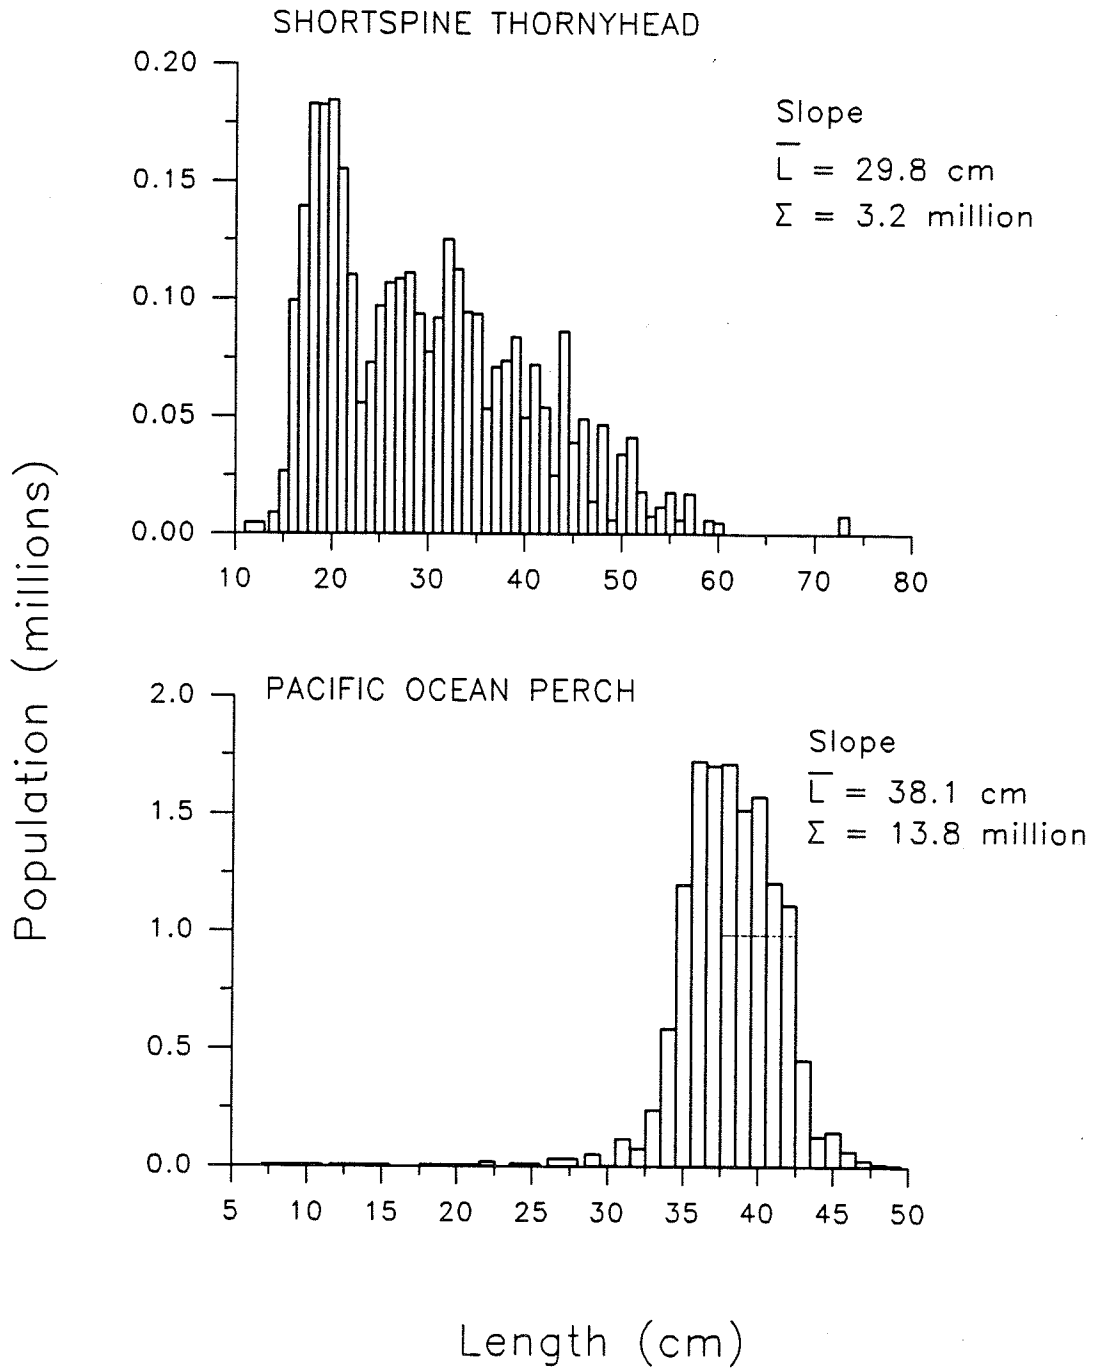 SHORTSPINE THORNYHEAD
0.20
0.15
0.10
0.05
0.00
Slope
L̅ = 29.8 cm
Σ = 3.2 million
10 20 30 40 50 60 70 80
Population (millions)
PACIFIC OCEAN PERCH
2.0
1.5
1.0
0.5
0.0
Slope
L̅ = 38.1 cm
Σ = 13.8 million
5 10 15 20 25 30 35 40 45 50
Length (cm)